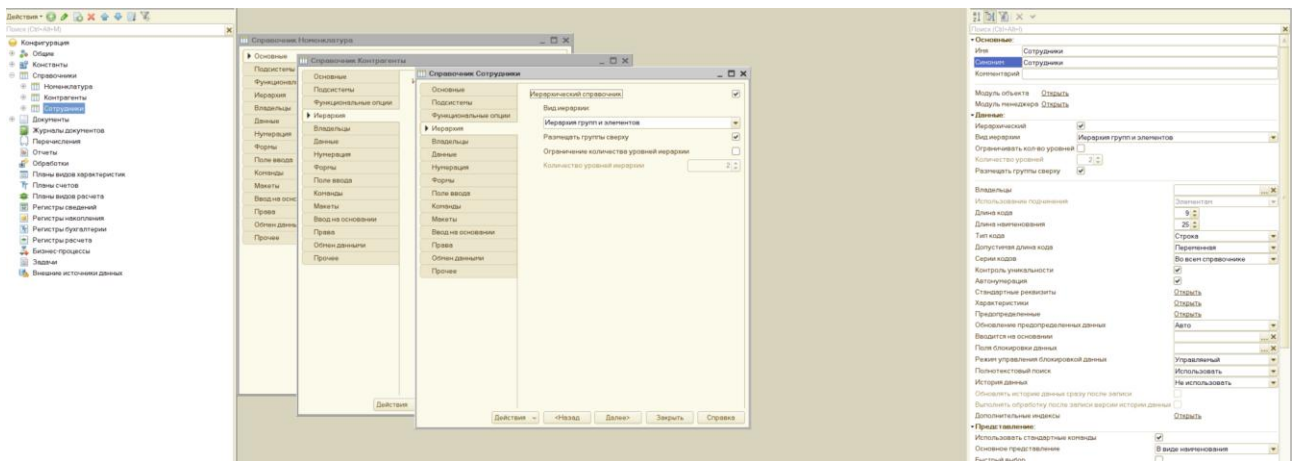 Действия
Поиск (Ctrl+Alt+M)
Конфигурация
Общие
Константы
Справочники
Номенклатура
Контрагенты
Сотрудники
Документы
Журналы документов
Перечисления
Отчеты
Обработки
Планы видов характеристик
Планы счетов
Планы видов расчета
Регистры сведений
Регистры накопления
Регистры бухгалтерии
Регистры расчета
Бизнес-процессы
Задачи
Внешние источники данных
Справочник Номенклатура
Основные
Подсистемы
Функционал
Иерархия
Владельцы
Данные
Нумерация
Формы
Поле ввода
Команды
Макеты
Ввод на осно
Права
Обмен данны
Прочее
Справочник Контрагенты
Основные
Подсистемы
Функциональные опции
Иерархия
Владельцы
Данные
Нумерация
Формы
Поле ввода
Команды
Макеты
Ввод на основании
Права
Обмен данными
Прочее
Действия
Справочник Сотрудники
Основные
Подсистемы
Функциональные опции
Иерархия
Владельцы
Данные
Нумерация
Формы
Поле ввода
Команды
Макеты
Ввод на основании
Права
Обмен данными
Прочее
Иерархический справочник
Вид иерархии:
Иерархия групп и элементов
Размещать группы сверху
Ограничение количества уровней иерархии
Количество уровней иерархии 2
Действия <Назад Далее> Закрыть Справка
Поиск (Ctrl+Alt+I)
Основные:
Имя Сотрудники
Синоним Сотрудники
Комментарий
Модуль объекта Открыть
Модуль менеджера Открыть
Данные:
Иерархический
Вид иерархии Иерархия групп и элементов
Ограничивать кол-во уровней
Количество уровней 2
Размещать группы сверху
Владельцы
Использование подчинения Элементам
Длина кода 9
Длина наименования 25
Тип кода Строка
Допустимая длина кода Переменная
Серии кодов Во всем справочнике
Контроль уникальности
Автонумерация
Стандартные реквизиты Открыть
Характеристики Открыть
Предопределенные Открыть
Обновление предопределенных данных Авто
Вводится на основании
Поля блокировки данных
Режим управления блокировкой данных Управляемый
Полнотекстовый поиск Использовать
История данных Не использовать
Обновлять историю данных сразу после записи
Выполнять обработку после записи версии истории данных
Дополнительные индексы Открыть
Представление:
Использовать стандартные команды
Основное представление В виде наименования
Быстрый выбор